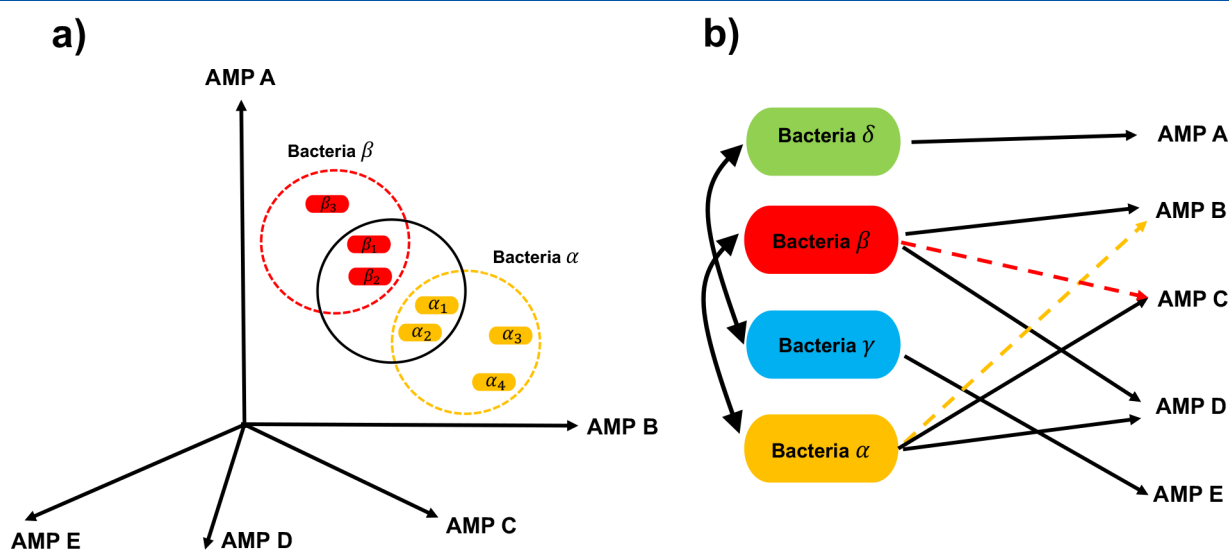 a)
AMP A
Bacteria β
β₃
β₁
β₂
Bacteria α
α₁
α₂
α₃
α₄
AMP B
AMP C
AMP D
AMP E
b)
Bacteria δ
Bacteria β
Bacteria γ
Bacteria α
AMP A
AMP B
AMP C
AMP D
AMP E